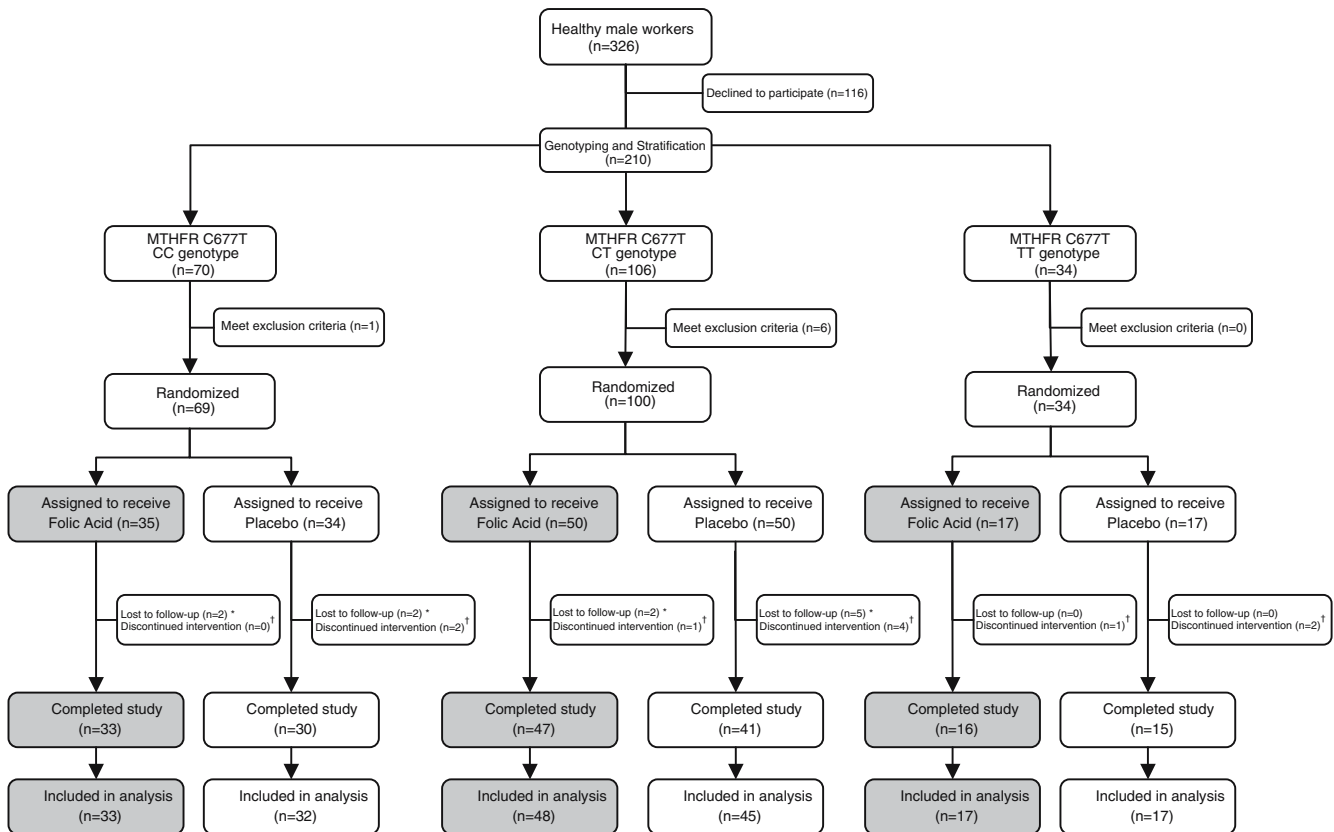 Healthy male workers
(n=326)
Declined to participate (n=116)
Genotyping and Stratification
(n=210)
MTHFR C677T
CC genotype
(n=70)
MTHFR C677T
CT genotype
(n=106)
MTHFR C677T
TT genotype
(n=34)
Meet exclusion criteria (n=1)
Meet exclusion criteria (n=6)
Meet exclusion criteria (n=0)
Randomized
(n=69)
Randomized
(n=100)
Randomized
(n=34)
Assigned to receive
Folic Acid (n=35)
Assigned to receive
Placebo (n=34)
Assigned to receive
Folic Acid (n=50)
Assigned to receive
Placebo (n=50)
Assigned to receive
Folic Acid (n=17)
Assigned to receive
Placebo (n=17)
Lost to follow-up (n=2) *
Discontinued intervention (n=0)†
Lost to follow-up (n=2) *
Discontinued intervention (n=2)†
Lost to follow-up (n=2) *
Discontinued intervention (n=1)†
Lost to follow-up (n=5) *
Discontinued intervention (n=4)†
Lost to follow-up (n=0)
Discontinued intervention (n=1)†
Lost to follow-up (n=0)
Discontinued intervention (n=2)†
Completed study
(n=33)
Completed study
(n=30)
Completed study
(n=47)
Completed study
(n=41)
Completed study
(n=16)
Completed study
(n=15)
Included in analysis
(n=33)
Included in analysis
(n=32)
Included in analysis
(n=48)
Included in analysis
(n=45)
Included in analysis
(n=17)
Included in analysis
(n=17)